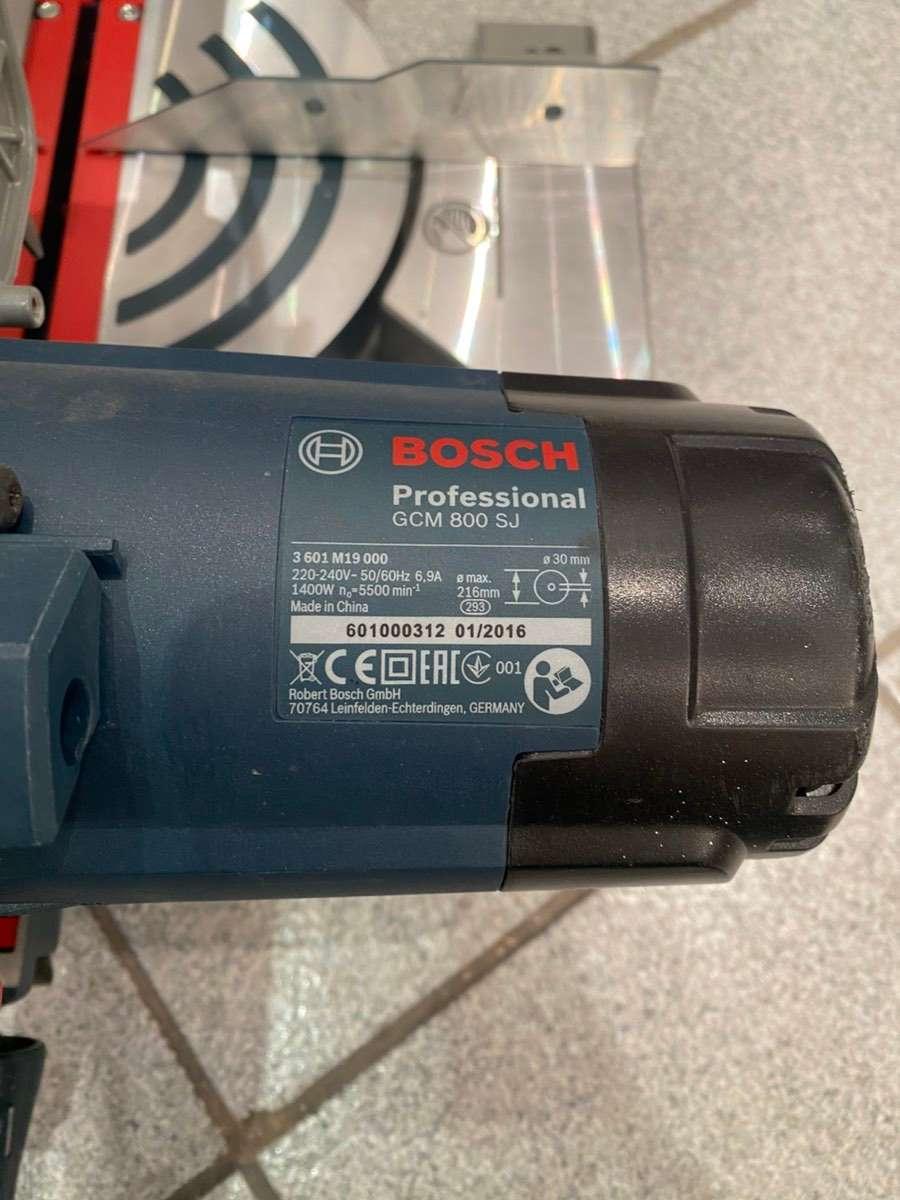 BOSCH
Professional
GCM 800 SJ
3 601 M19 000
220-240V~ 50/60Hz 6,9A
1400W n₀=5500 min⁻¹
Made in China
ø max.
216mm
293
ø 30 mm
601000312 01/2016
CE EAC 001
Robert Bosch GmbH
70764 Leinfelden-Echterdingen, GERMANY